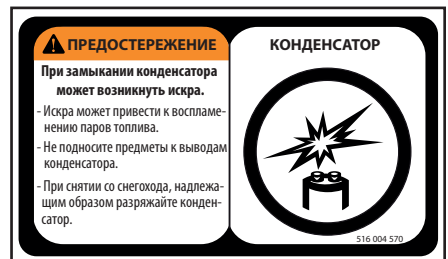 ПРЕДОСТЕРЕЖЕНИЕ
При замыкании конденсатора
может возникнуть искра.
- Искра может привести к воспламе-
нению паров топлива.
- Не подносите предметы к выводам
конденсатора.
- При снятии со снегохода, надлежа-
щим образом разряжайте конден-
сатор.
КОНДЕНСАТОР
516 004 570